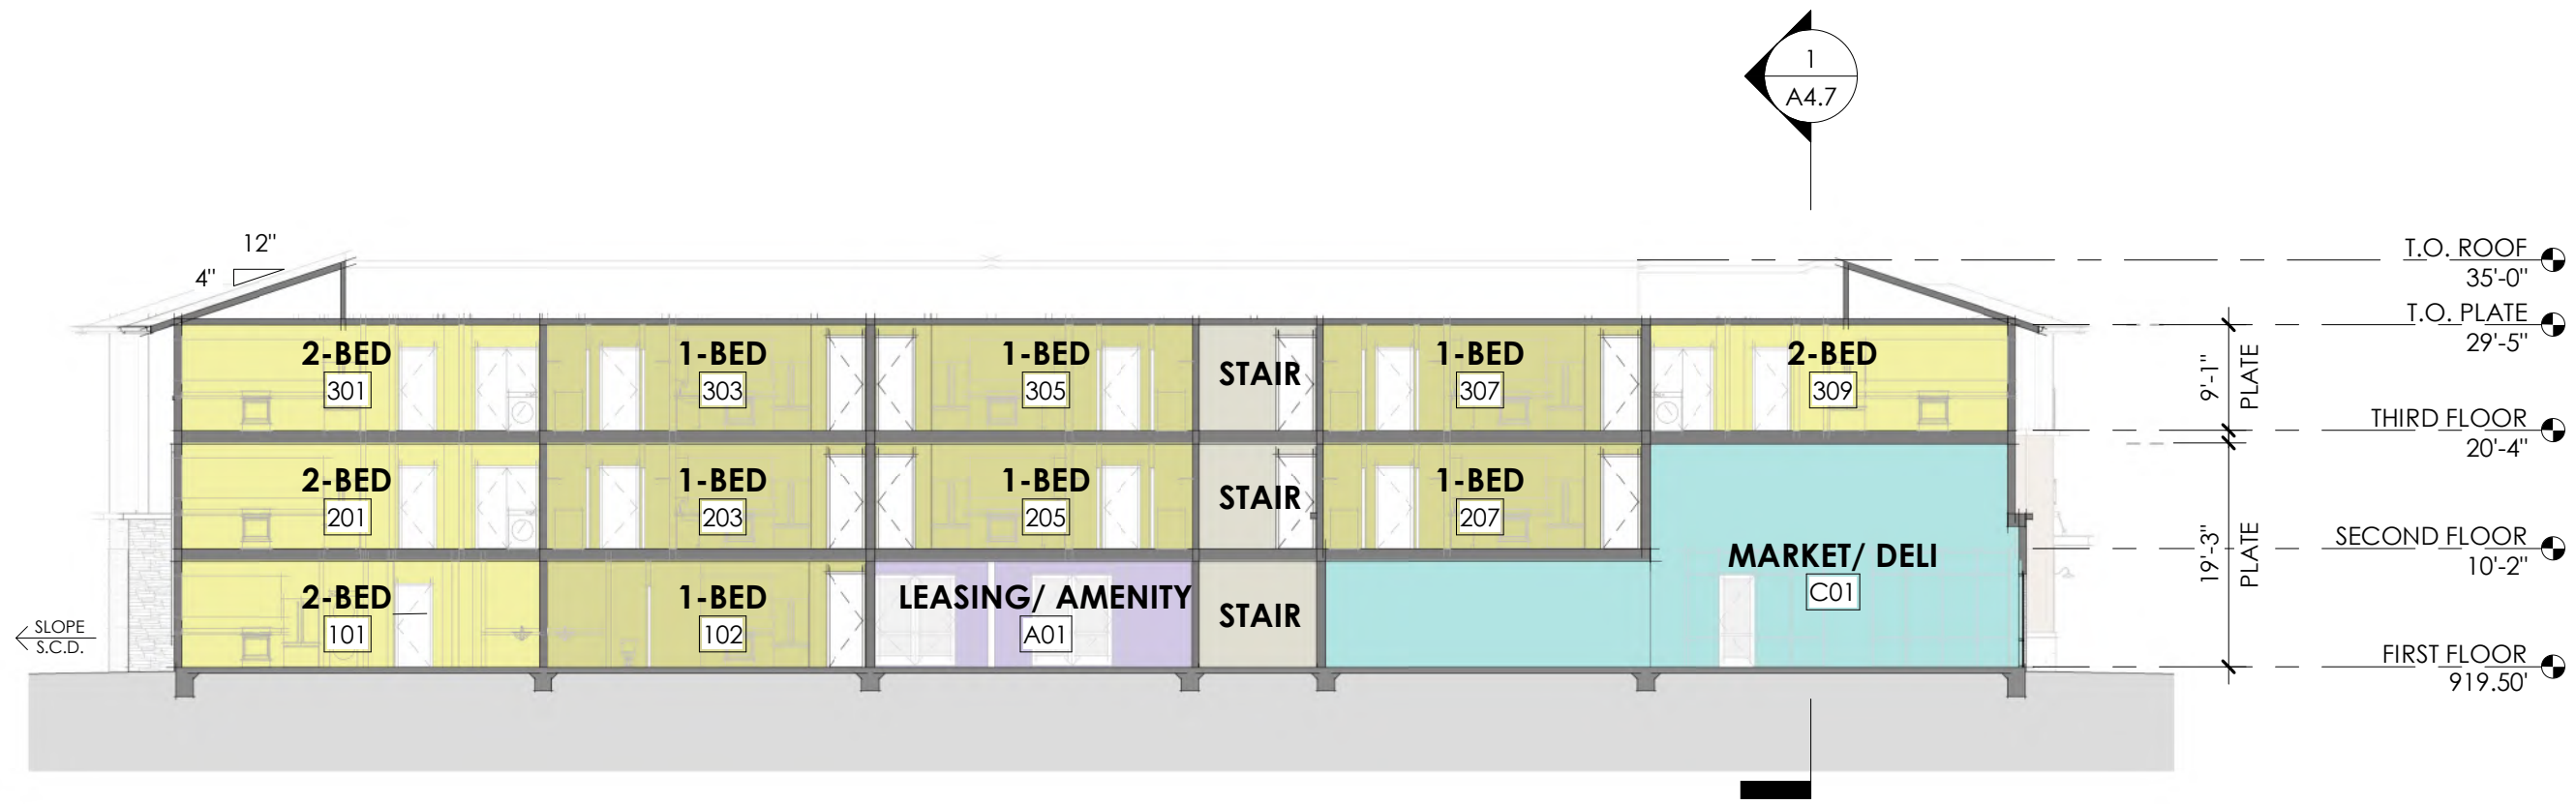 1
A4.7
12"
4"
T.O. ROOF
35'-0"
T.O. PLATE
29'-5"
2-BED
301
1-BED
303
1-BED
305
STAIR
1-BED
307
2-BED
309
9'-1"
PLATE
THIRD FLOOR
20'-4"
2-BED
201
1-BED
203
1-BED
205
STAIR
1-BED
207
MARKET/ DELI
C01
19'-3"
PLATE
SECOND FLOOR
10'-2"
2-BED
101
1-BED
102
LEASING/ AMENITY
A01
STAIR
SLOPE
S.C.D.
FIRST FLOOR
919.50'